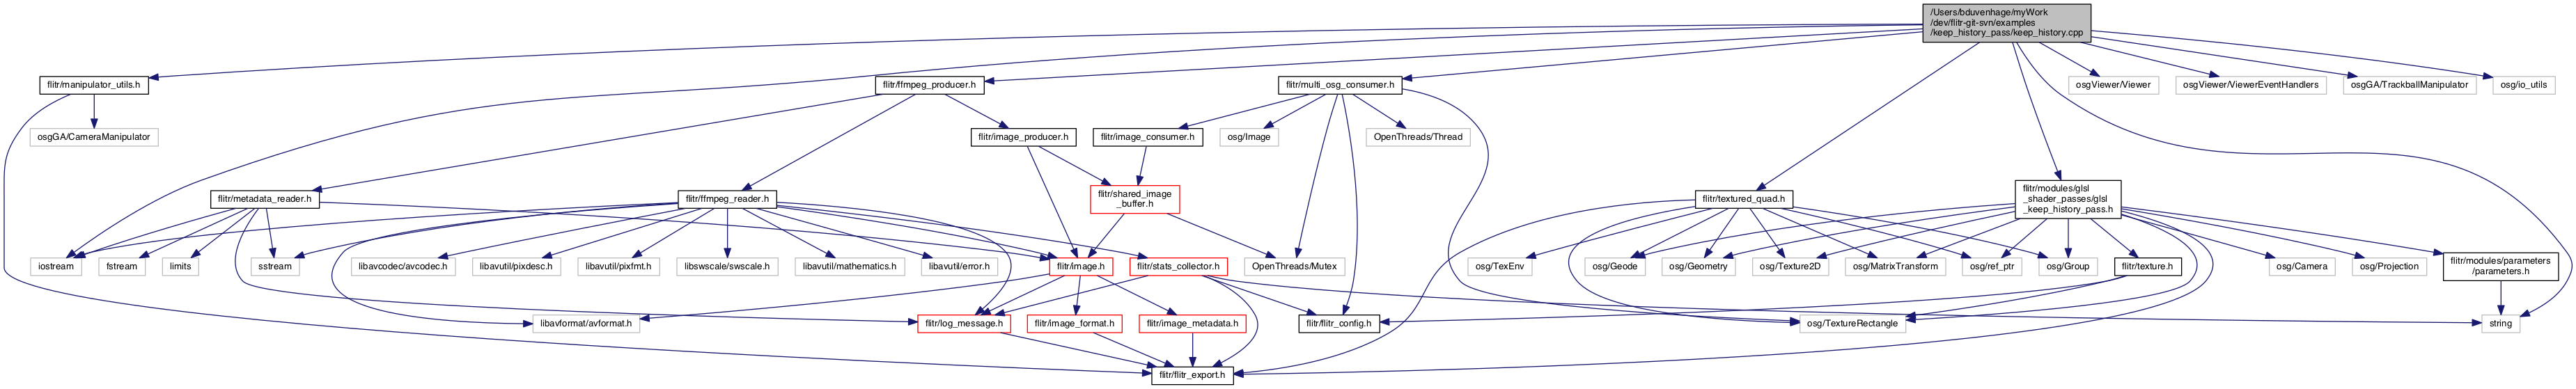 /Users/bduvenhage/myWork
/dev/flitr-git-svn/examples
/keep_history_pass/keep_history.cpp
flitr/manipulator_utils.h
flitr/ffmpeg_producer.h
flitr/multi_osg_consumer.h
osgViewer/Viewer
osgViewer/ViewerEventHandlers
osgGA/TrackballManipulator
osg/io_utils
osgGA/CameraManipulator
flitr/image_producer.h
flitr/image_consumer.h
osg/Image
OpenThreads/Thread
flitr/metadata_reader.h
flitr/ffmpeg_reader.h
flitr/shared_image
_buffer.h
flitr/textured_quad.h
flitr/modules/glsl
_shader_passes/glsl
_keep_history_pass.h
iostream
fstream
limits
sstream
libavcodec/avcodec.h
libavutil/pixdesc.h
libavutil/pixfmt.h
libswscale/swscale.h
libavutil/mathematics.h
libavutil/error.h
flitr/image.h
flitr/stats_collector.h
OpenThreads/Mutex
osg/TexEnv
osg/Geode
osg/Geometry
osg/Texture2D
osg/MatrixTransform
osg/ref_ptr
osg/Group
flitr/texture.h
osg/Camera
osg/Projection
flitr/modules/parameters
/parameters.h
libavformat/avformat.h
flitr/log_message.h
flitr/image_format.h
flitr/image_metadata.h
flitr/flitr_config.h
osg/TextureRectangle
string
flitr/flitr_export.h